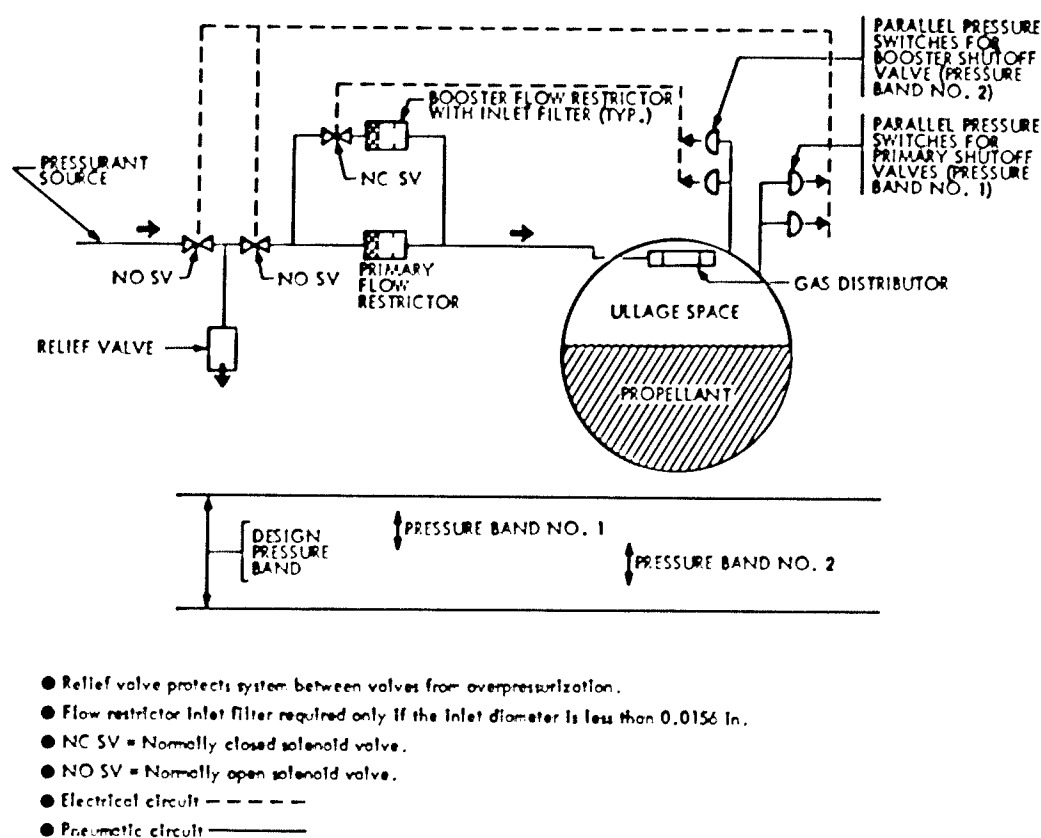 PARALLEL PRESSURE
SWITCHES FOR
BOOSTER SHUTOFF
VALVE (PRESSURE
BAND NO. 2)
BOOSTER FLOW RESTRICTOR
WITH INLET FILTER (TYP.)
PARALLEL PRESSURE
SWITCHES FOR
PRIMARY SHUTOFF
VALVES (PRESSURE
BAND NO. 1)
PRESSURANT
SOURCE
NC SV
NO SV
NO SV
PRIMARY
FLOW
RESTRICTOR
GAS DISTRIBUTOR
ULLAGE SPACE
RELIEF VALVE
PROPELLANT
DESIGN
PRESSURE
BAND
PRESSURE BAND NO. 1
PRESSURE BAND NO. 2
● Relief valve protects system between valves from overpressurization.
● Flow restrictor inlet filter required only if the inlet diameter is less than 0.0156 in.
● NC SV = Normally closed solenoid valve.
● NO SV = Normally open solenoid valve.
● Electrical circuit
● Pneumatic circuit